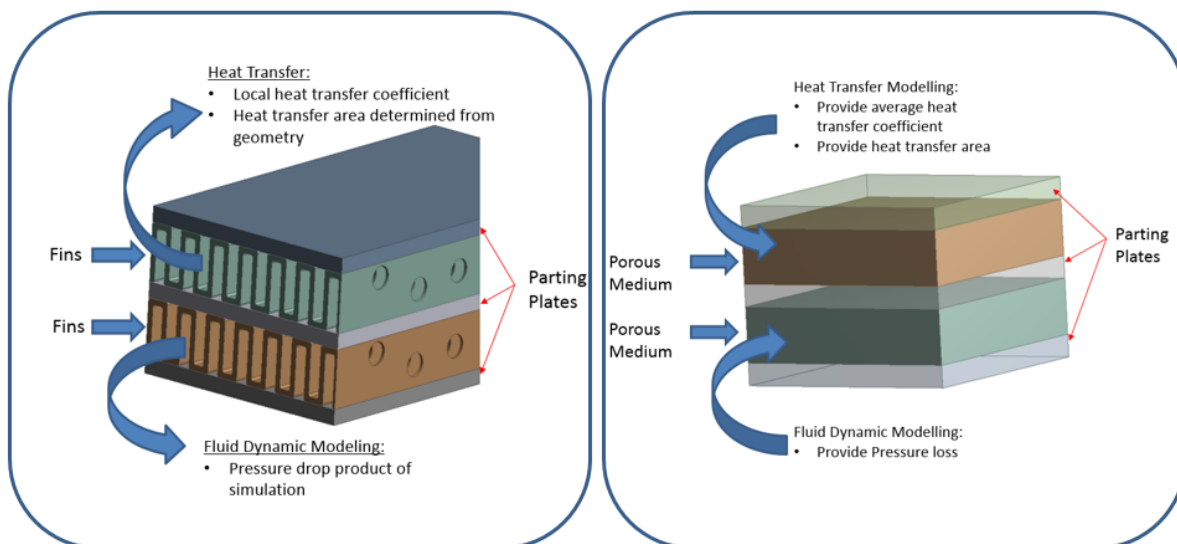 Heat Transfer:
• Local heat transfer coefficient
• Heat transfer area determined from
geometry
Fins
Fins
Parting
Plates
Fluid Dynamic Modeling:
• Pressure drop product of
simulation
Heat Transfer Modelling:
• Provide average heat
transfer coefficient
• Provide heat transfer area
Porous
Medium
Porous
Medium
Parting
Plates
Fluid Dynamic Modelling:
• Provide Pressure loss